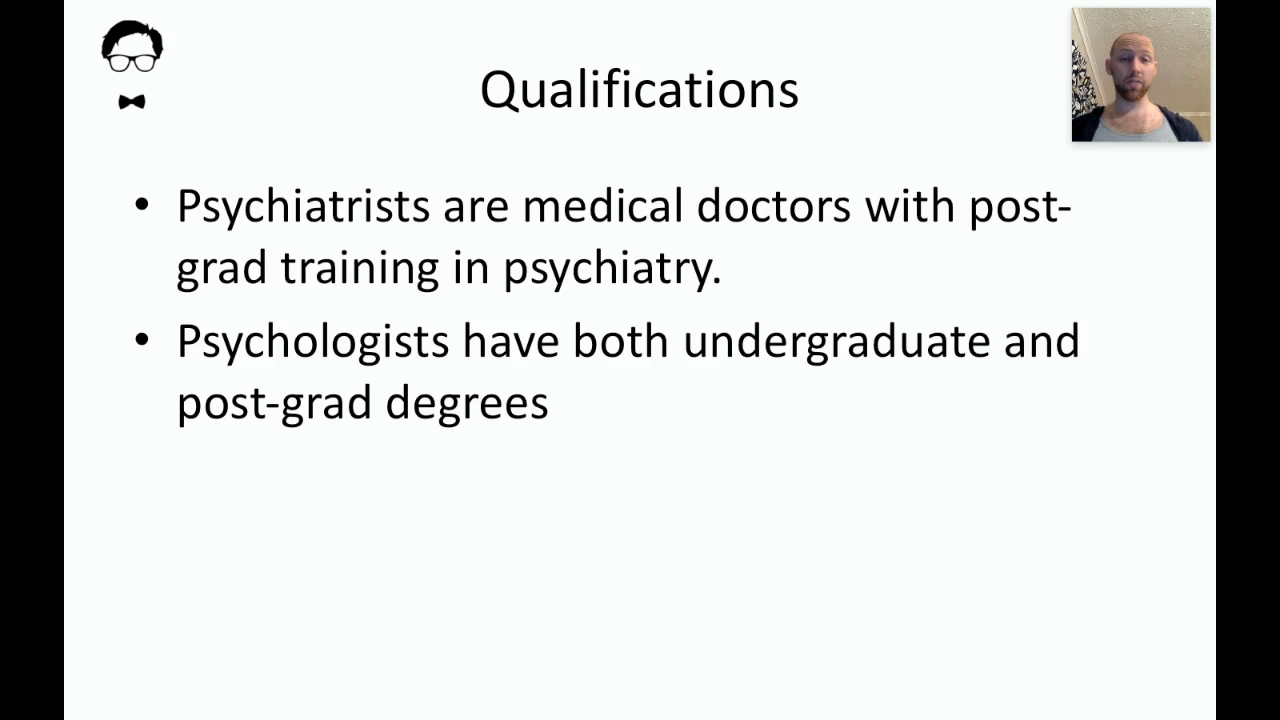 Qualifications
• Psychiatrists are medical doctors with post-
grad training in psychiatry.
• Psychologists have both undergraduate and
post-grad degrees